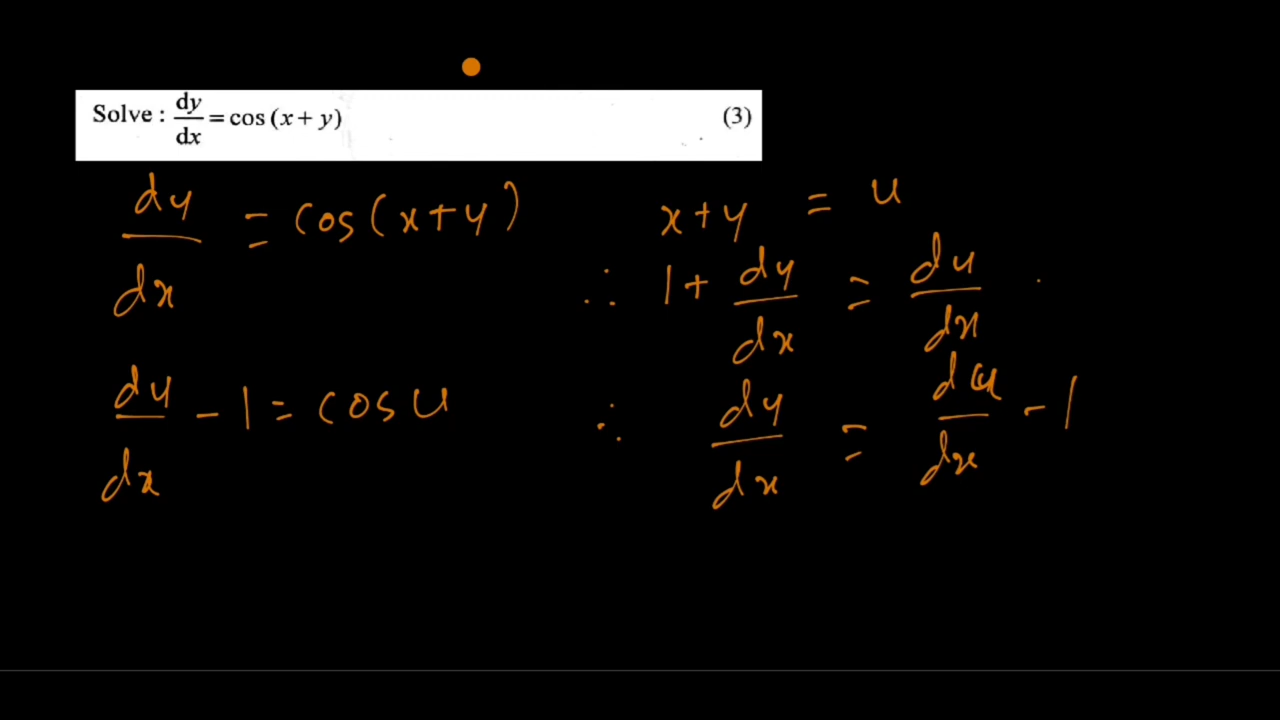 Solve : dy/dx = cos (x + y) (3)
dy/dx = cos(x+y)
x+y = u
∴ 1+ dy/dx = du/dx
dy/dx - 1 = cos u
∴ dy/dx = du/dx - 1